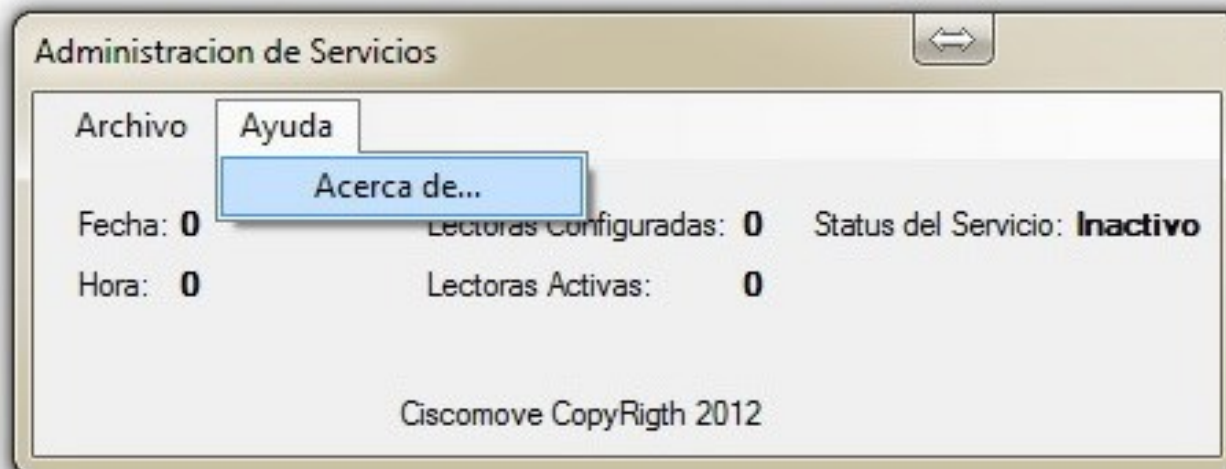 Administracion de Servicios
Archivo Ayuda
Acerca de...
Fecha: 0 Lectoras Configuradas: 0 Status del Servicio: Inactivo
Hora: 0 Lectoras Activas: 0
Ciscomove CopyRigth 2012